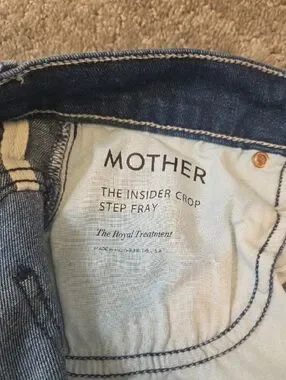 MOTHER
THE INSIDER CROP
STEP FRAY
The Royal Treatment